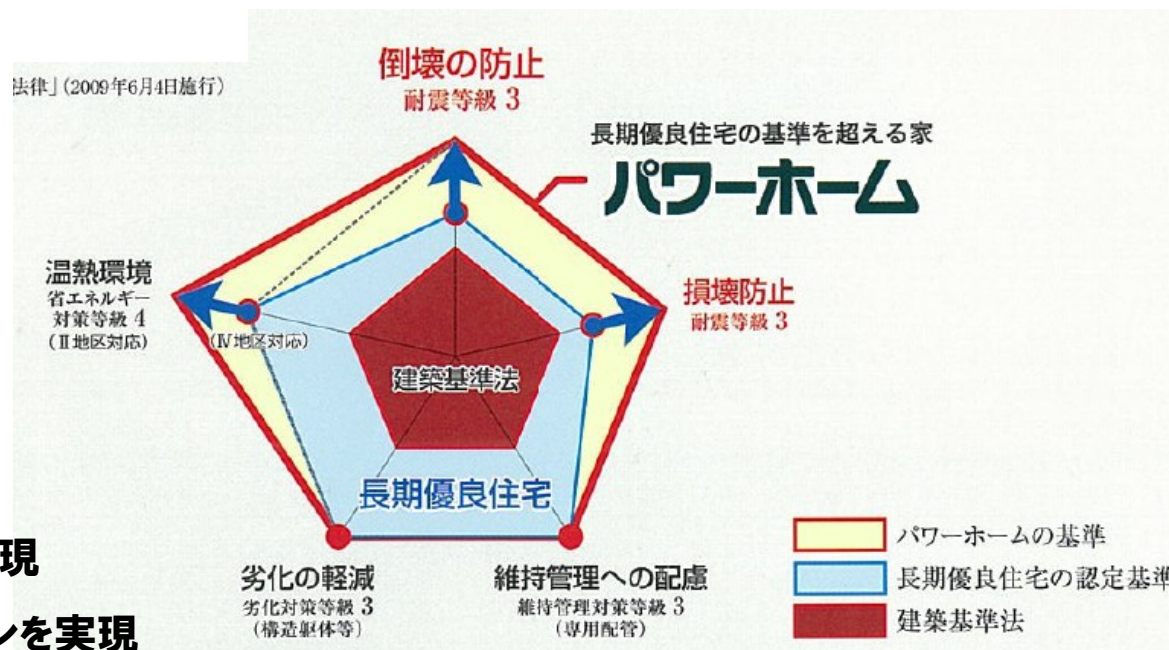 法律」(2009年6月4日施行)
倒壊の防止
耐震等級 3
長期優良住宅の基準を超える家
パワーホーム
温熱環境
省エネルギー
対策等級 4
(Ⅱ地区対応)
(Ⅳ地区対応)
損壊防止
耐震等級 3
建築基準法
長期優良住宅
劣化の軽減
劣化対策等級 3
(構造躯体等)
維持管理への配慮
維持管理対策等級 3
(専用配管)
パワーホームの基準
長期優良住宅の認定基準
建築基準法
現
ンを実現